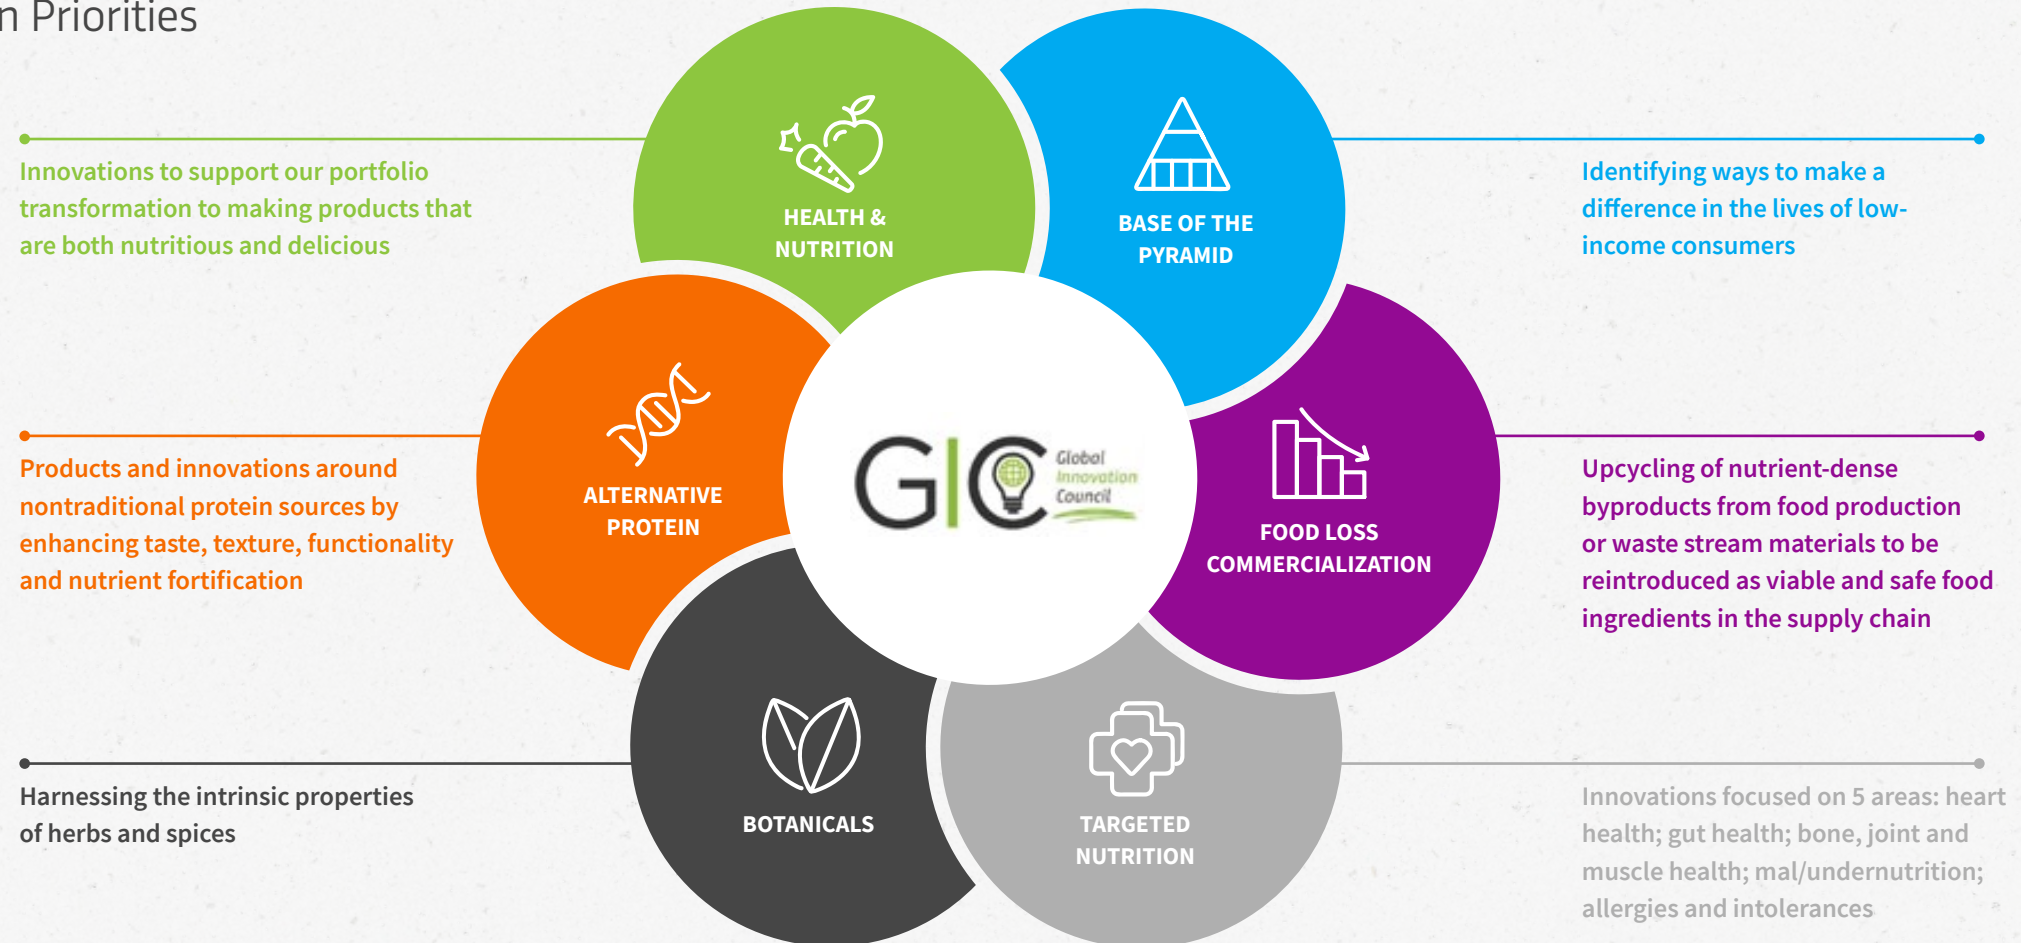 n Priorities
Innovations to support our portfolio
transformation to making products that
are both nutritious and delicious
HEALTH &
NUTRITION
BASE OF THE
PYRAMID
Identifying ways to make a
difference in the lives of low-
income consumers
Products and innovations around
nontraditional protein sources by
enhancing taste, texture, functionality
and nutrient fortification
ALTERNATIVE
PROTEIN
GIC
Global
Innovation
Council
FOOD LOSS
COMMERCIALIZATION
Upcycling of nutrient-dense
byproducts from food production
or waste stream materials to be
reintroduced as viable and safe food
ingredients in the supply chain
Harnessing the intrinsic properties
of herbs and spices
BOTANICALS
TARGETED
NUTRITION
Innovations focused on 5 areas: heart
health; gut health; bone, joint and
muscle health; mal/undernutrition;
allergies and intolerances